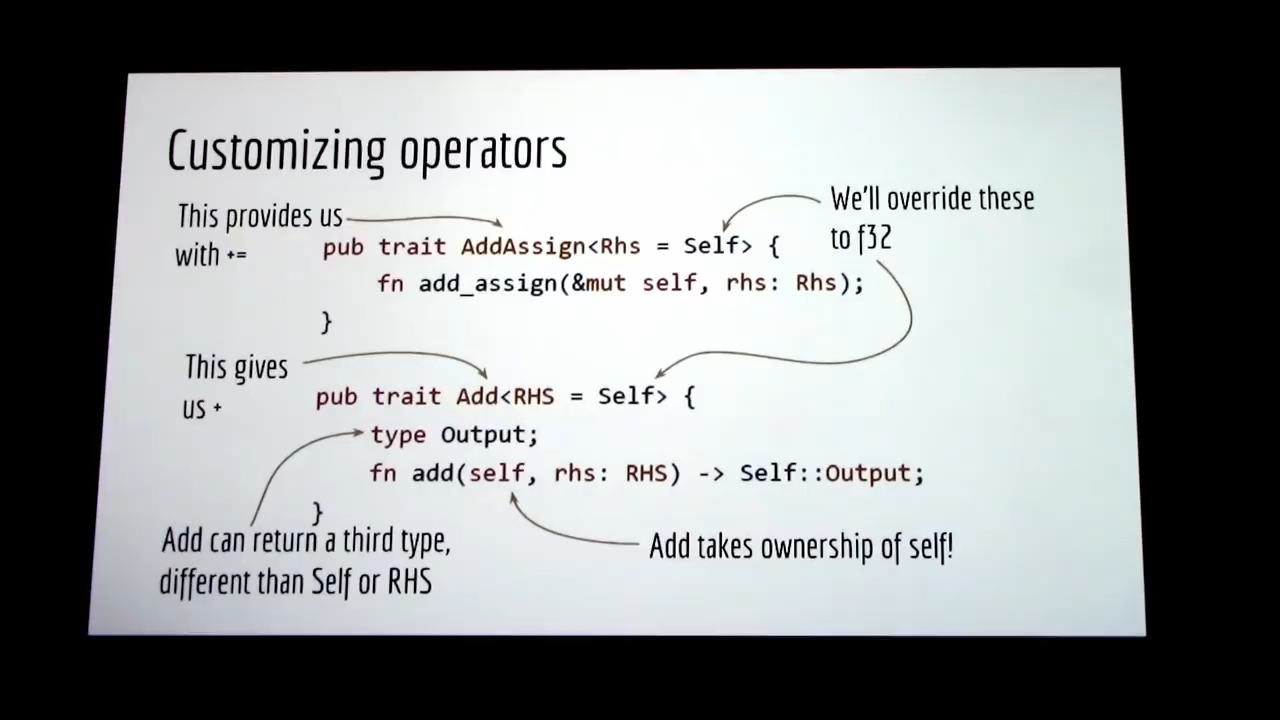 Customizing operators
This provides us
with +=
We'll override these
to f32
pub trait AddAssign<Rhs = Self> {
fn add_assign(&mut self, rhs: Rhs);
}
This gives
us +
pub trait Add<RHS = Self> {
type Output;
fn add(self, rhs: RHS) -> Self::Output;
}
Add can return a third type,
different than Self or RHS
Add takes ownership of self!